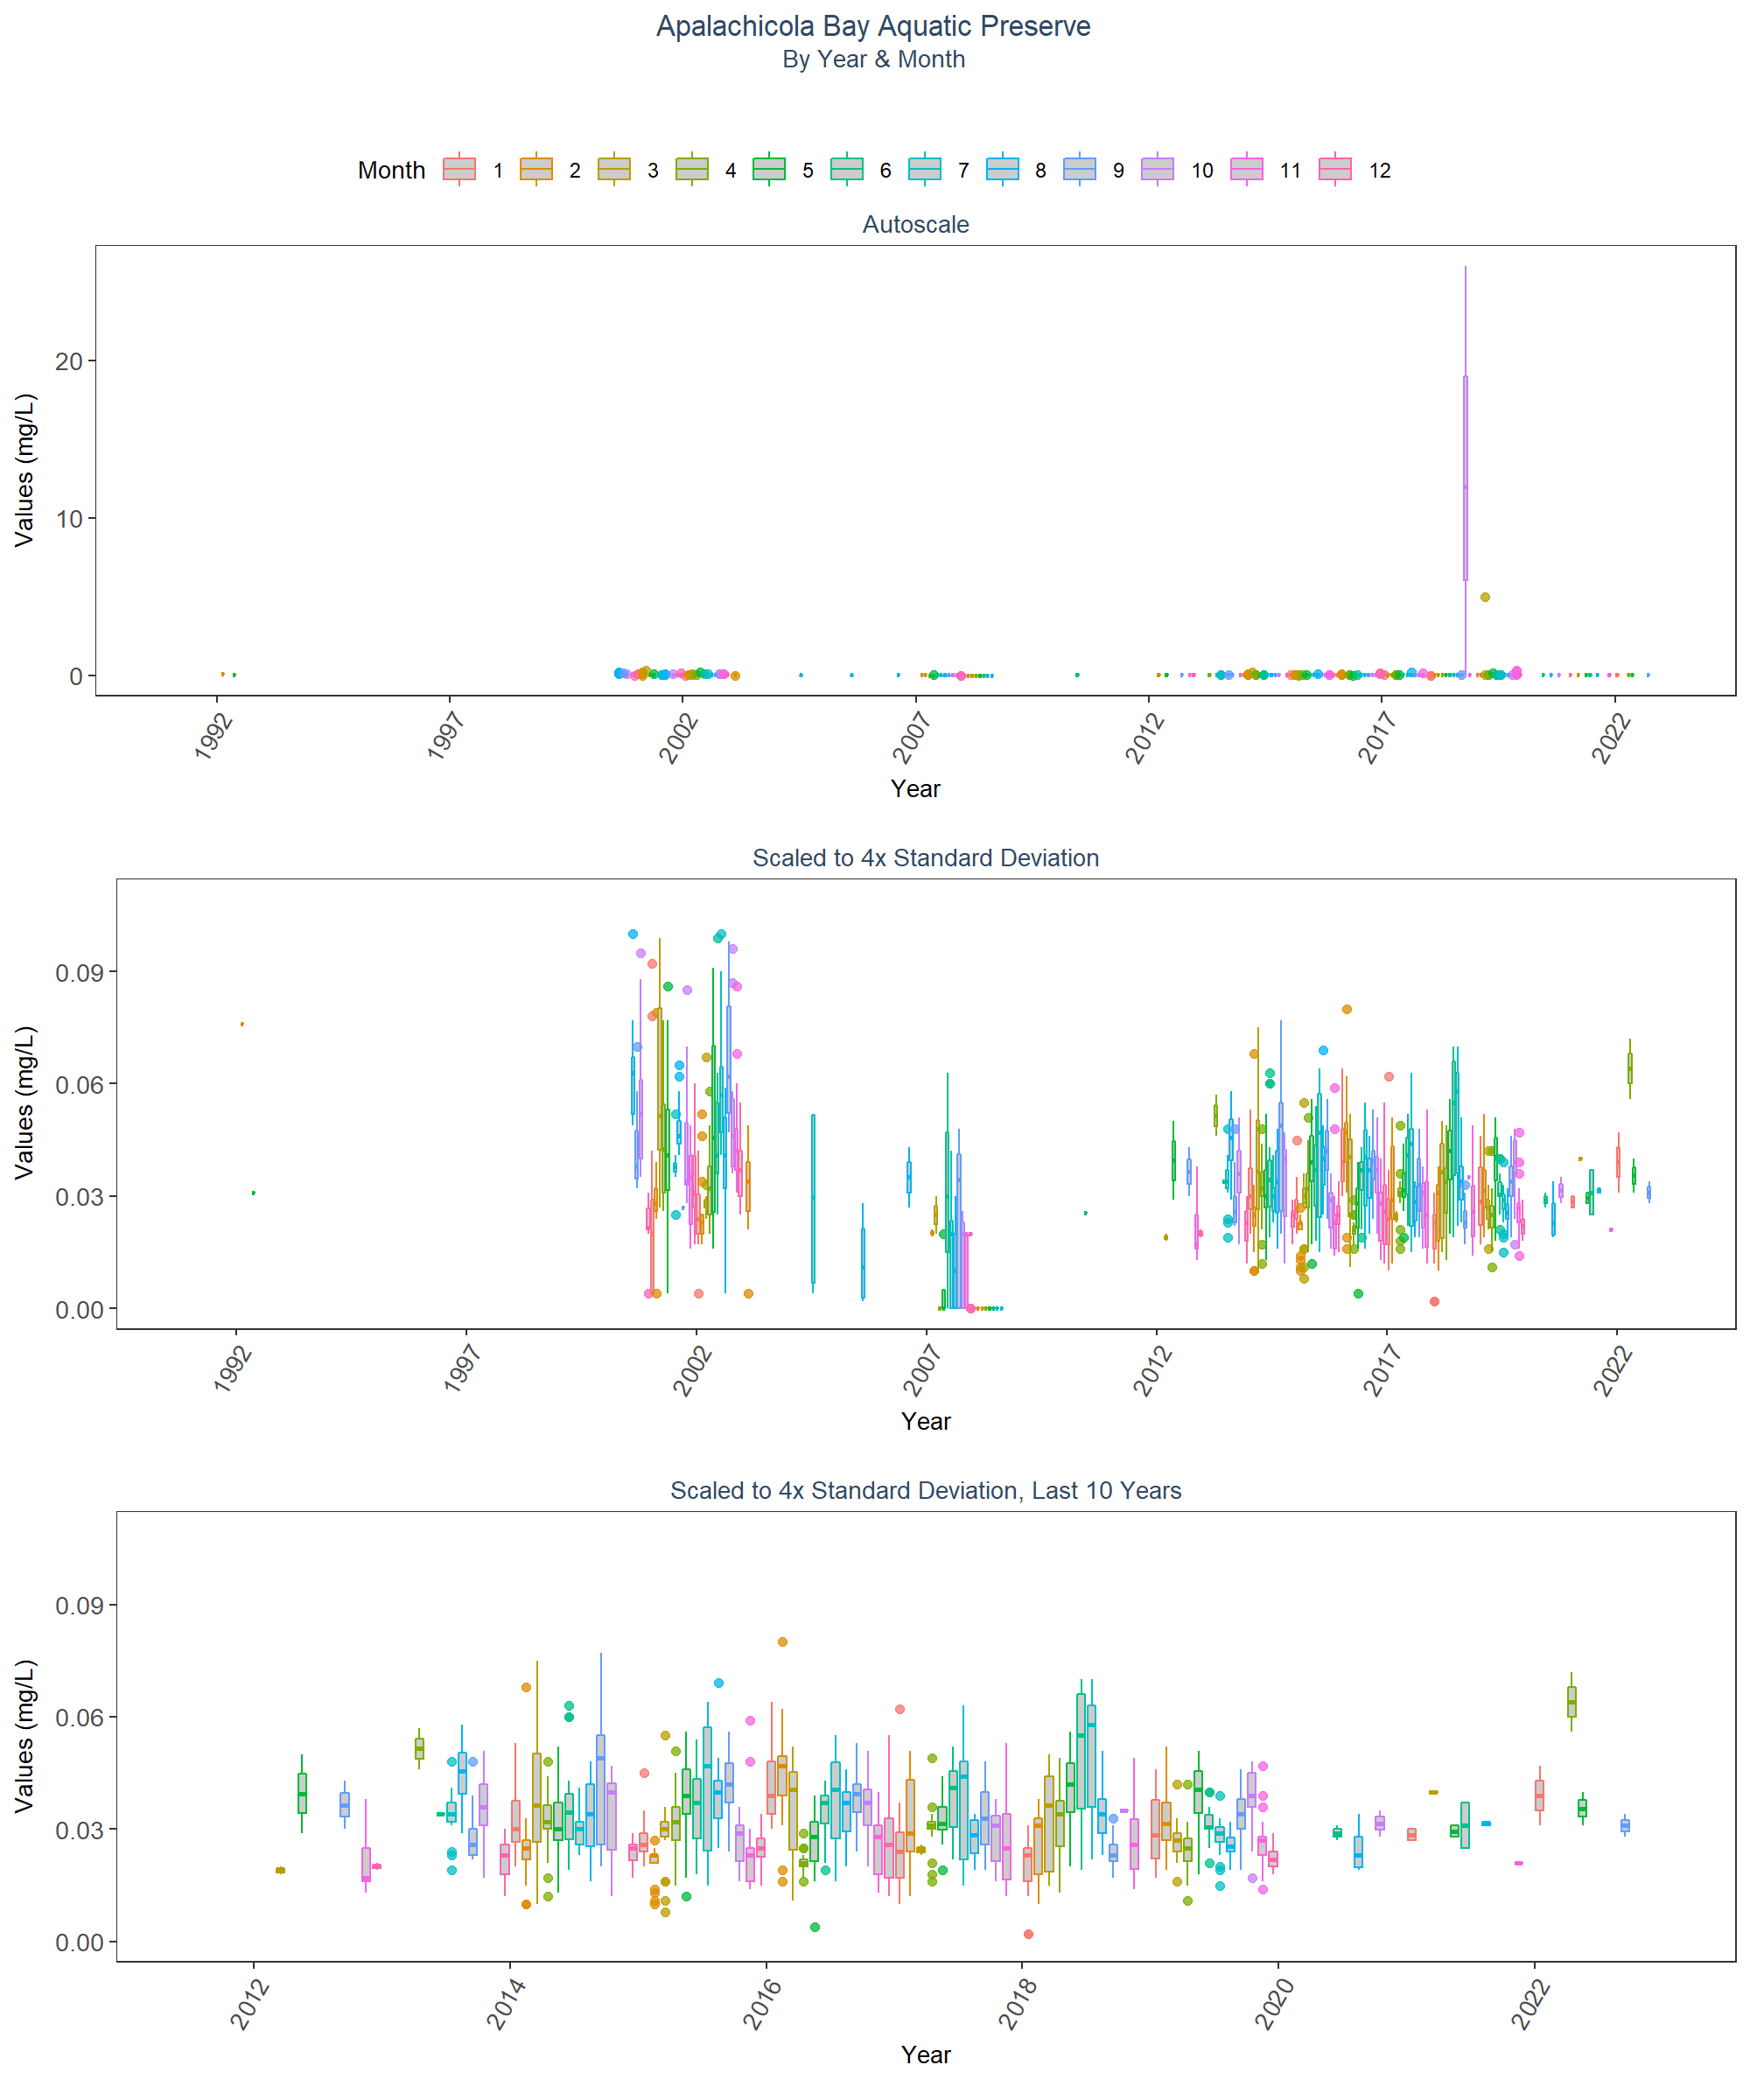 Apalachicola Bay Aquatic Preserve
By Year & Month
Month 1 2 3 4 5 6 7 8 9 10 11 12
Autoscale
Values (mg/L)
20
10
0
1992 1997 2002 2007 2012 2017 2022
Year
Scaled to 4x Standard Deviation
Values (mg/L)
0.09
0.06
0.03
0.00
1992 1997 2002 2007 2012 2017 2022
Year
Scaled to 4x Standard Deviation, Last 10 Years
Values (mg/L)
0.09
0.06
0.03
0.00
2012 2014 2016 2018 2020 2022
Year